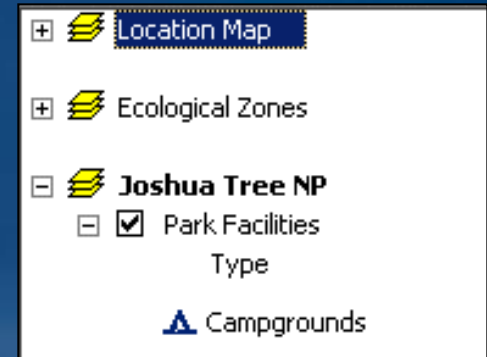 Location Map
Ecological Zones
Joshua Tree NP
Park Facilities
Type
Campgrounds